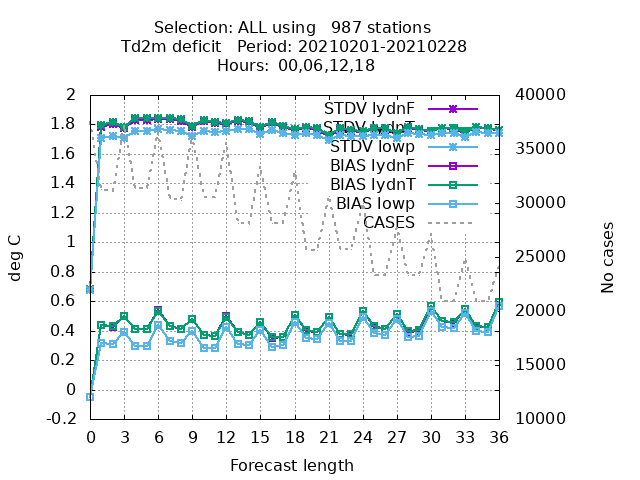 Selection: ALL using   987 stations
Td2m deficit   Period: 20210201-20210228
Hours:  00,06,12,18
2
1.8
1.6
1.4
1.2
1
0.8
0.6
0.4
0.2
0
-0.2
deg C
STDV lydnF
STDV lydnT
STDV lowp
BIAS lydnF
BIAS lydnT
BIAS lowp
CASES
40000
35000
30000
25000
20000
15000
10000
No cases
0 3 6 9 12 15 18 21 24 27 30 33 36
Forecast length